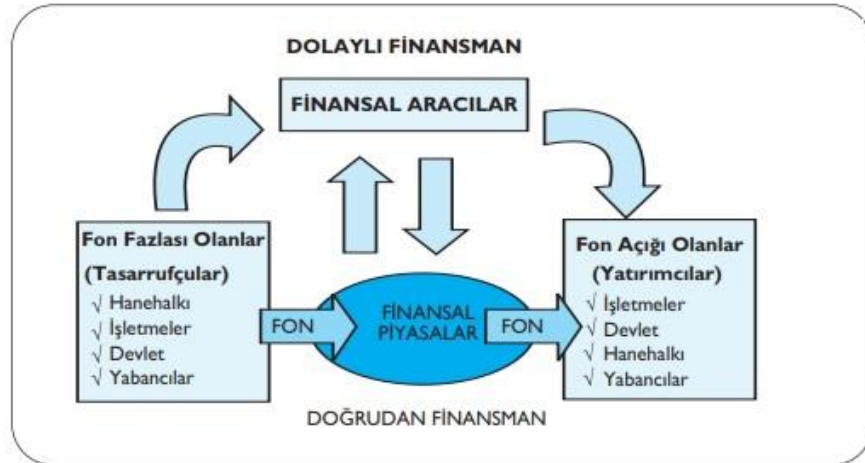 DOLAYLI FİNANSMAN
FİNANSAL ARACILAR
Fon Fazlası Olanlar
(Tasarrufçular)
√ Hanehalkı
√ İşletmeler
√ Devlet
√ Yabancılar
FON
FİNANSAL
PİYASALAR
FON
Fon Açığı Olanlar
(Yatırımcılar)
√ İşletmeler
√ Devlet
√ Hanehalkı
√ Yabancılar
DOĞRUDAN FİNANSMAN